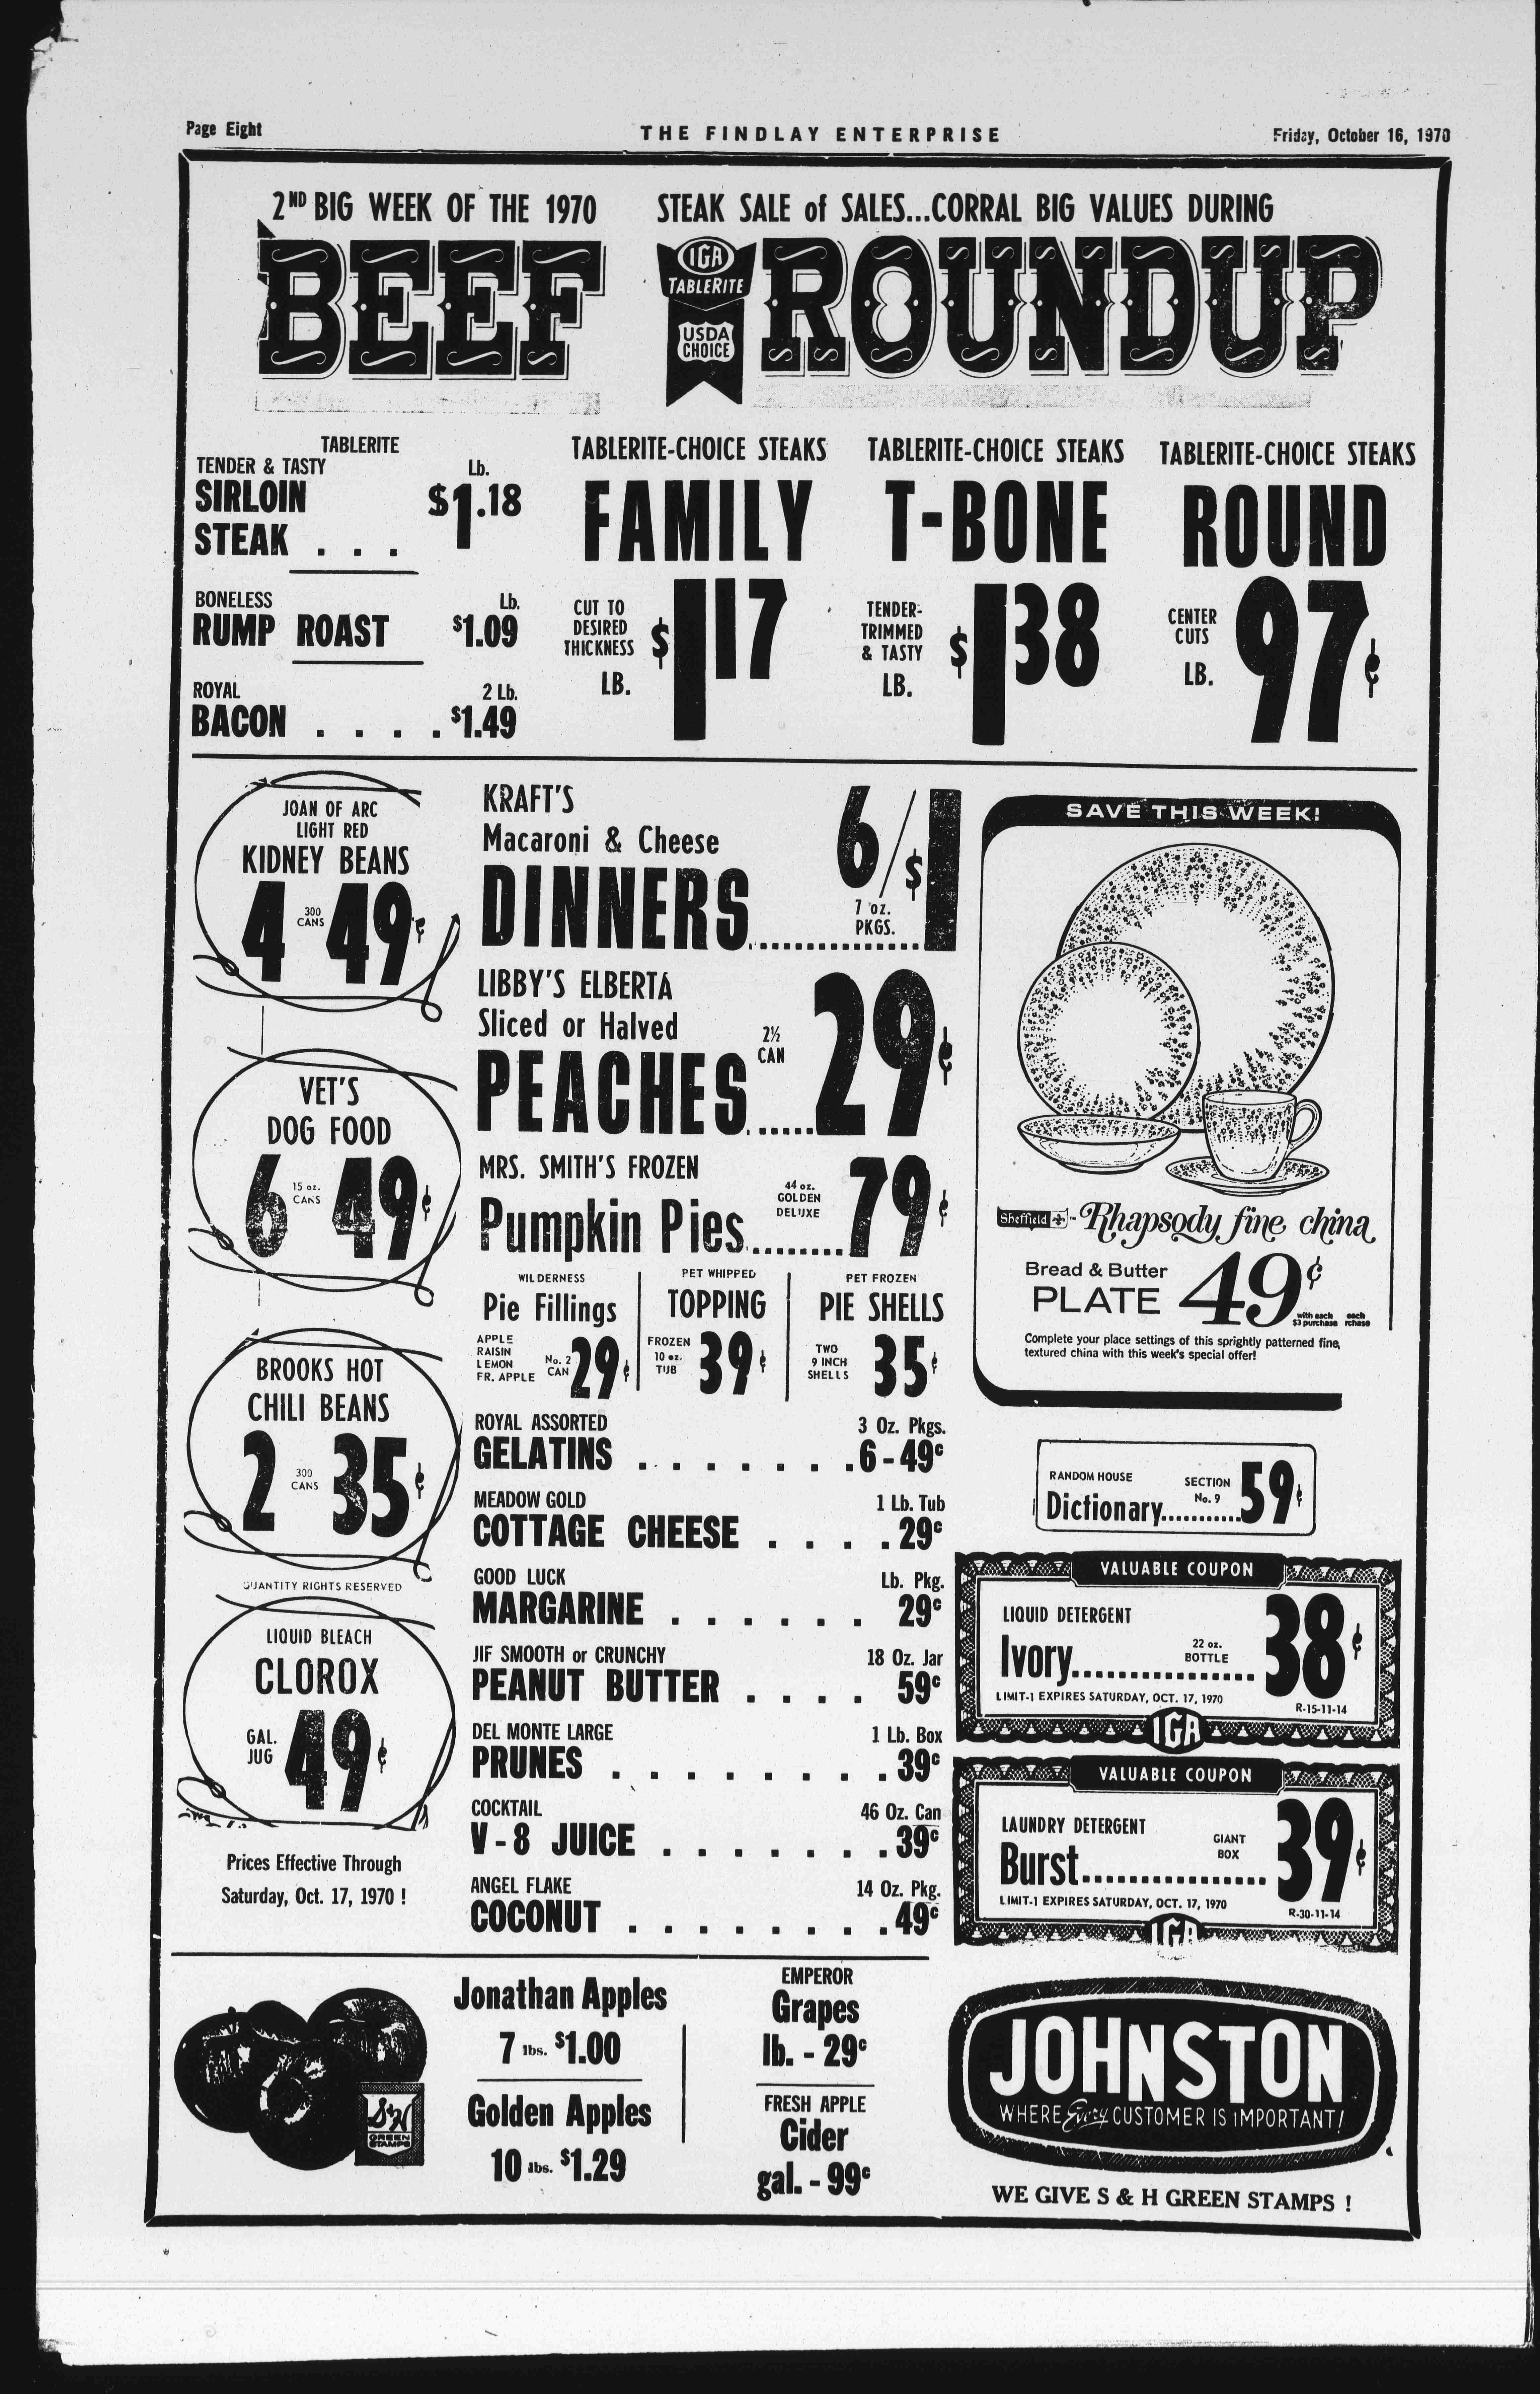 Page Eight
THE FINDLAY ENTERPRISE
Friday, October 16, 1970
2ND BIG WEEK OF THE 1970
STEAK SALE of SALES...CORRAL BIG VALUES DURING
BEEF
IGA
TABLERITE
USDA
CHOICE
ROUNDUP
TABLERITE
TENDER & TASTY
Lb.
SIRLOIN
STEAK . . .
$1.18
BONELESS
Lb.
RUMP ROAST
$1.09
ROYAL
2 Lb.
BACON . . . . $1.49
TABLERITE-CHOICE STEAKS
FAMILY
CUT TO
DESIRED
THICKNESS
LB.
$1 17
TABLERITE-CHOICE STEAKS
T-BONE
TENDER-
TRIMMED
& TASTY
LB.
$1 38
TABLERITE-CHOICE STEAKS
ROUND
CENTER
CUTS
LB.
97¢
JOAN OF ARC
LIGHT RED
KIDNEY BEANS
4 300 CANS 49¢
VET'S
DOG FOOD
6 15 oz. CANS 49¢
BROOKS HOT
CHILI BEANS
2 300 CANS 35¢
QUANTITY RIGHTS RESERVED
LIQUID BLEACH
CLOROX
GAL.
JUG
49¢
Prices Effective Through
Saturday, Oct. 17, 1970 !
KRAFT'S
Macaroni & Cheese
DINNERS
7 oz.
PKGS.
6/$1
LIBBY'S ELBERTA
Sliced or Halved
PEACHES
2½
CAN
29¢
MRS. SMITH'S FROZEN
Pumpkin Pies
44 oz.
GOLDEN
DELUXE
79¢
WILDERNESS
Pie Fillings
APPLE
RAISIN
LEMON
FR. APPLE
No. 2
CAN
29¢
PET WHIPPED
TOPPING
FROZEN
10 oz.
TUB
39¢
PET FROZEN
PIE SHELLS
TWO
9 INCH
SHELLS
35¢
ROYAL ASSORTED
3 Oz. Pkgs.
GELATINS . . . . . . . . 6-49¢
MEADOW GOLD
1 Lb. Tub
COTTAGE CHEESE . . . . 29¢
GOOD LUCK
Lb. Pkg.
MARGARINE . . . . . . 29¢
JIF SMOOTH or CRUNCHY
18 Oz. Jar
PEANUT BUTTER . . . . 59¢
DEL MONTE LARGE
1 Lb. Box
PRUNES . . . . . . . . 39¢
COCKTAIL
46 Oz. Can
V-8 JUICE . . . . . . . 39¢
ANGEL FLAKE
14 Oz. Pkg.
COCONUT . . . . . . . . 49¢
SAVE THIS WEEK!
Sheffield Rhapsody fine china
Bread & Butter
PLATE
49¢
with each each
$3 purchase rchase
Complete your place settings of this sprightly patterned fine,
textured china with this week's special offer!
RANDOM HOUSE
Dictionary
SECTION
No. 9
59¢
VALUABLE COUPON
LIQUID DETERGENT
Ivory
22 oz.
BOTTLE
38¢
LIMIT-1 EXPIRES SATURDAY, OCT. 17, 1970
R-15-11-14
IGA
VALUABLE COUPON
LAUNDRY DETERGENT
Burst
GIANT
BOX
39¢
LIMIT-1 EXPIRES SATURDAY, OCT. 17, 1970
R-30-11-14
IGA
S&H
GREEN
STAMPS
Jonathan Apples
7 lbs. $1.00
Golden Apples
10 lbs. $1.29
EMPEROR
Grapes
lb. - 29¢
FRESH APPLE
Cider
gal. - 99¢
JOHNSTON
WHERE Every CUSTOMER IS IMPORTANT!
WE GIVE S & H GREEN STAMPS !